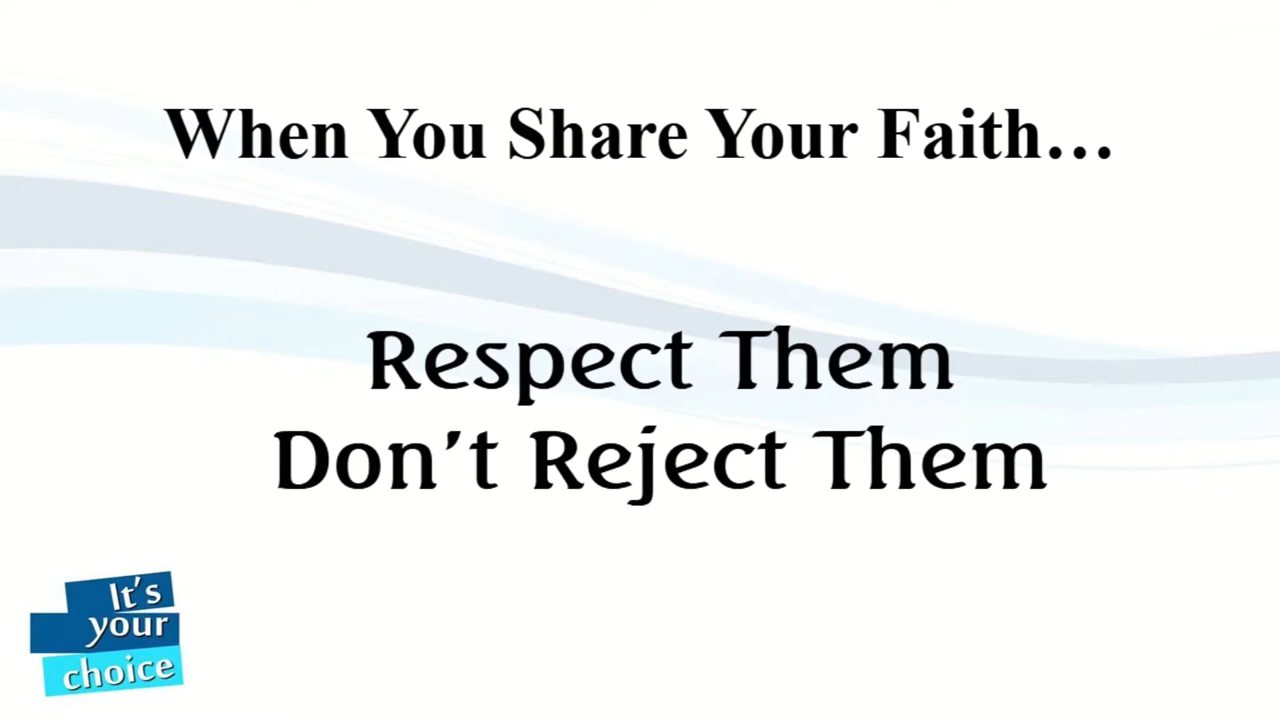 When You Share Your Faith…
Respect Them
Don’t Reject Them
It’s
your
choice